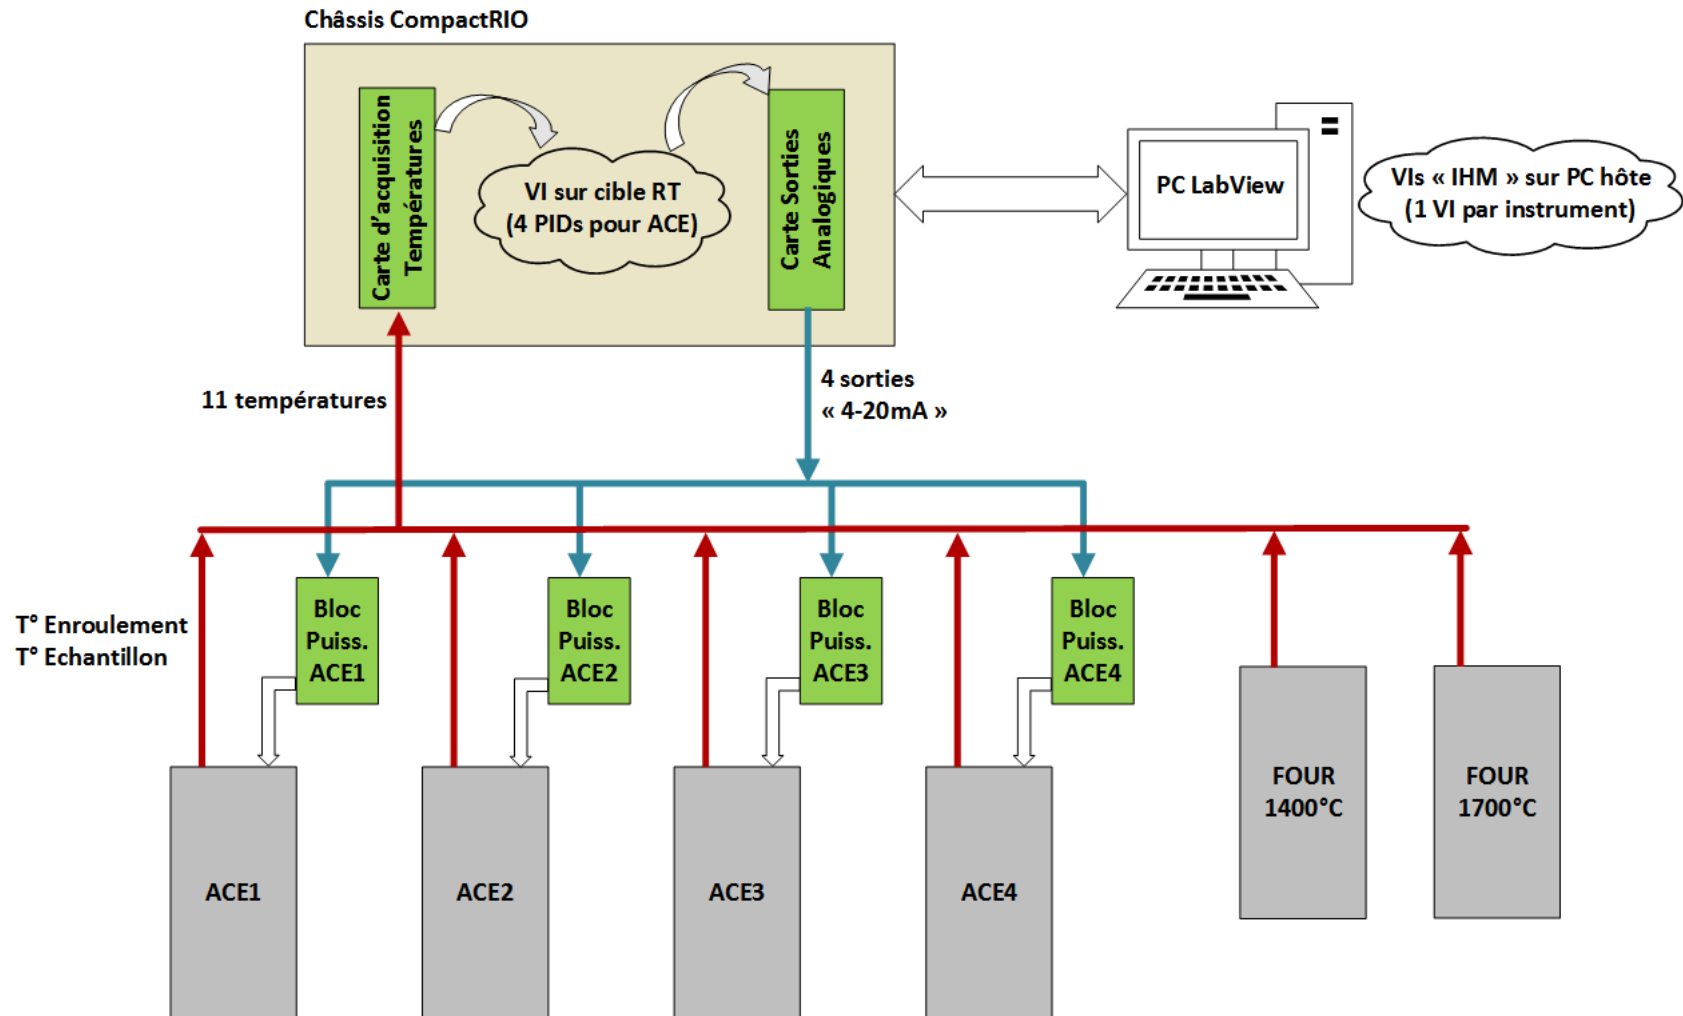 Châssis CompactRIO
Carte d'acquisition
Températures
VI sur cible RT
(4 PIDs pour ACE)
Carte Sorties
Analogiques
PC LabView
VIs « IHM » sur PC hôte
(1 VI par instrument)
11 températures
4 sorties
« 4-20mA »
T° Enroulement
T° Echantillon
Bloc
Puiss.
ACE1
Bloc
Puiss.
ACE2
Bloc
Puiss.
ACE3
Bloc
Puiss.
ACE4
ACE1
ACE2
ACE3
ACE4
FOUR
1400°C
FOUR
1700°C